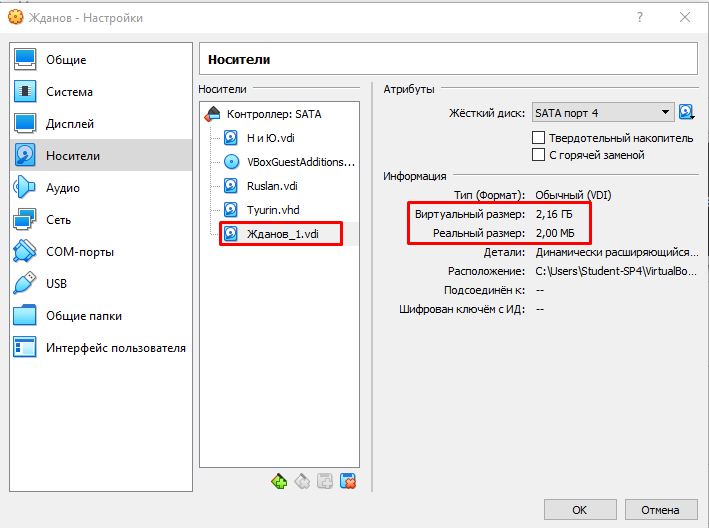 Жданов - Настройки
?
Общие
Система
Дисплей
Носители
Аудио
Сеть
COM-порты
USB
Общие папки
Интерфейс пользователя
Носители
Носители
Контроллер: SATA
Н и Ю.vdi
VBoxGuestAdditions...
Ruslan.vdi
Tyurin.vhd
Жданов_1.vdi
Атрибуты
Жёсткий диск: SATA порт 4
Твердотельный накопитель
С горячей заменой
Информация
Тип (Формат): Обычный (VDI)
Виртуальный размер: 2,16 ГБ
Реальный размер: 2,00 МБ
Детали: Динамически расширяющийся...
Расположение: C:\Users\Student-SP4\VirtualBo...
Подсоединён к: --
Шифрован ключём с ИД: --
OK
Отмена